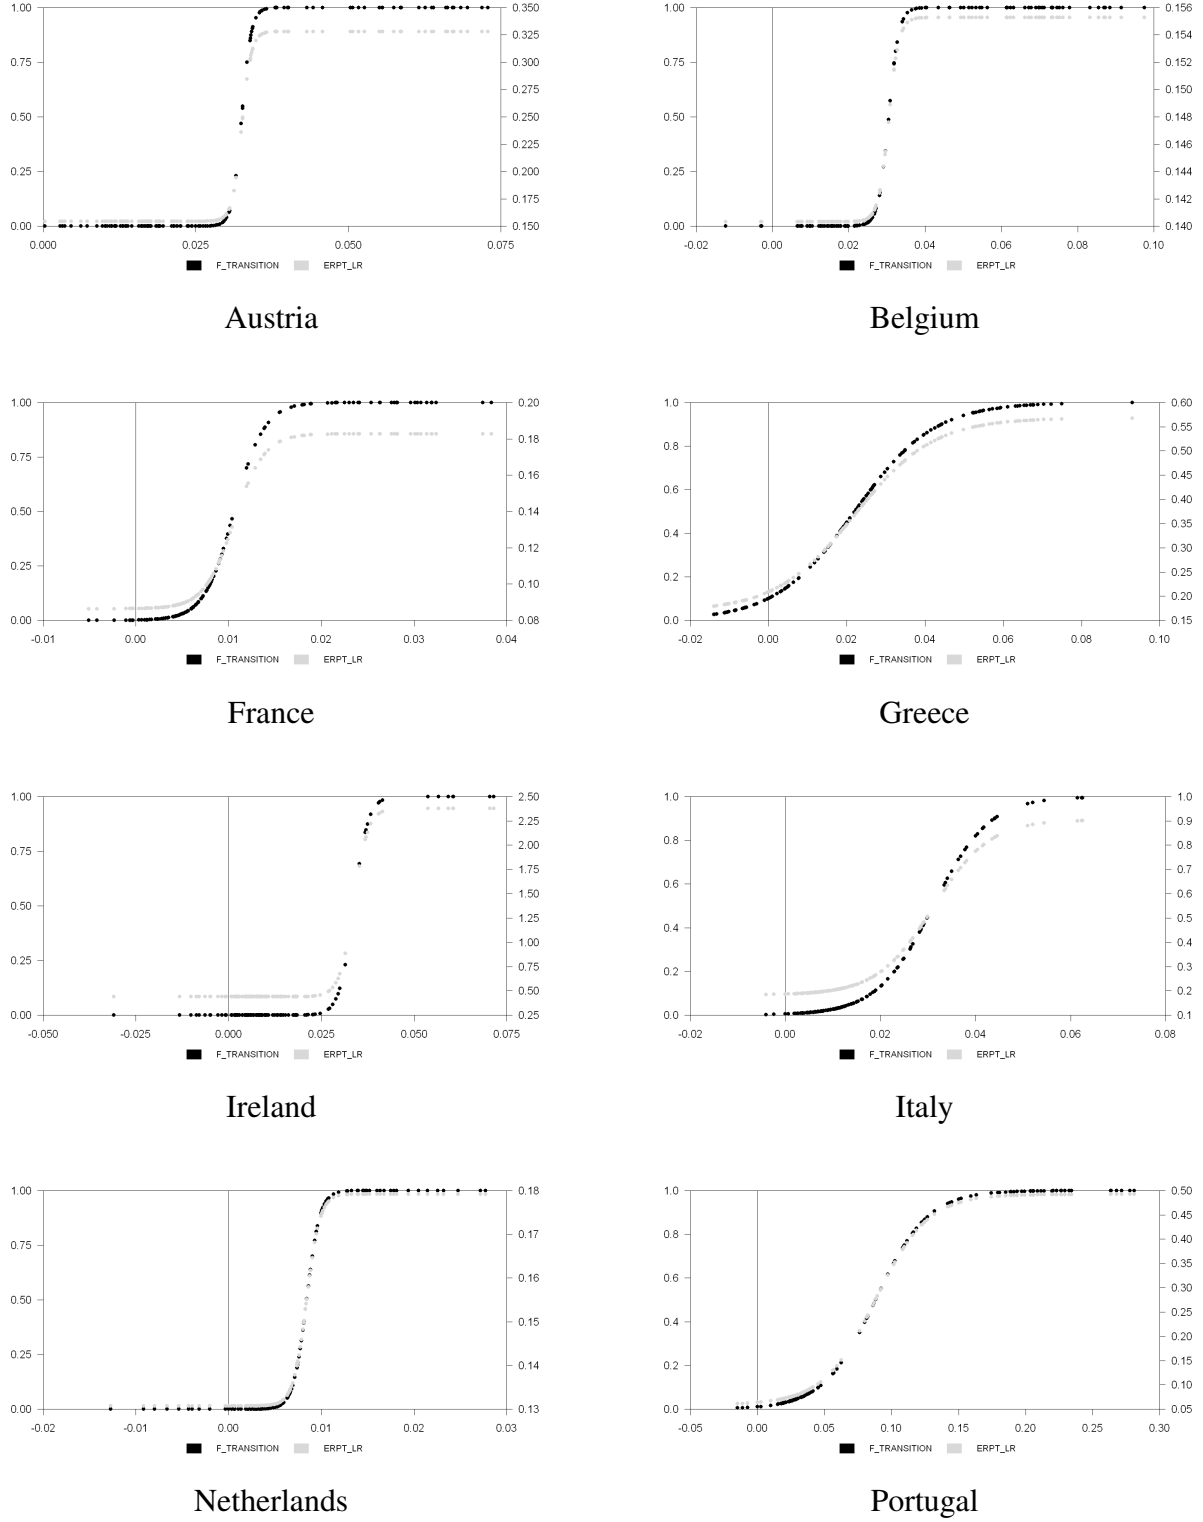 1.00 0.75 0.50 0.25 0.00
0.350 0.325 0.300 0.275 0.250 0.225 0.200 0.175 0.150
0.000 0.025 0.050 0.075
F_TRANSITION ERPT_LR
Austria
1.00 0.75 0.50 0.25 0.00
0.156 0.154 0.152 0.150 0.148 0.146 0.144 0.142 0.140
-0.02 0.00 0.02 0.04 0.06 0.08 0.10
F_TRANSITION ERPT_LR
Belgium
1.00 0.75 0.50 0.25 0.00
0.20 0.18 0.16 0.14 0.12 0.10 0.08
-0.01 0.00 0.01 0.02 0.03 0.04
F_TRANSITION ERPT_LR
France
1.0 0.8 0.6 0.4 0.2 0.0
0.60 0.55 0.50 0.45 0.40 0.35 0.30 0.25 0.20 0.15
-0.02 0.00 0.02 0.04 0.06 0.08 0.10
F_TRANSITION ERPT_LR
Greece
1.00 0.75 0.50 0.25 0.00
2.50 2.25 2.00 1.75 1.50 1.25 1.00 0.75 0.50 0.25
-0.050 -0.025 0.000 0.025 0.050 0.075
F_TRANSITION ERPT_LR
Ireland
1.0 0.8 0.6 0.4 0.2 0.0
1.0 0.9 0.8 0.7 0.6 0.5 0.4 0.3 0.2 0.1
-0.02 0.00 0.02 0.04 0.06 0.08
F_TRANSITION ERPT_LR
Italy
1.00 0.75 0.50 0.25 0.00
0.18 0.17 0.16 0.15 0.14 0.13
-0.02 -0.01 0.00 0.01 0.02 0.03
F_TRANSITION ERPT_LR
Netherlands
1.0 0.8 0.6 0.4 0.2 0.0
0.50 0.45 0.40 0.35 0.30 0.25 0.20 0.15 0.10 0.05
-0.05 0.00 0.05 0.10 0.15 0.20 0.25 0.30
F_TRANSITION ERPT_LR
Portugal